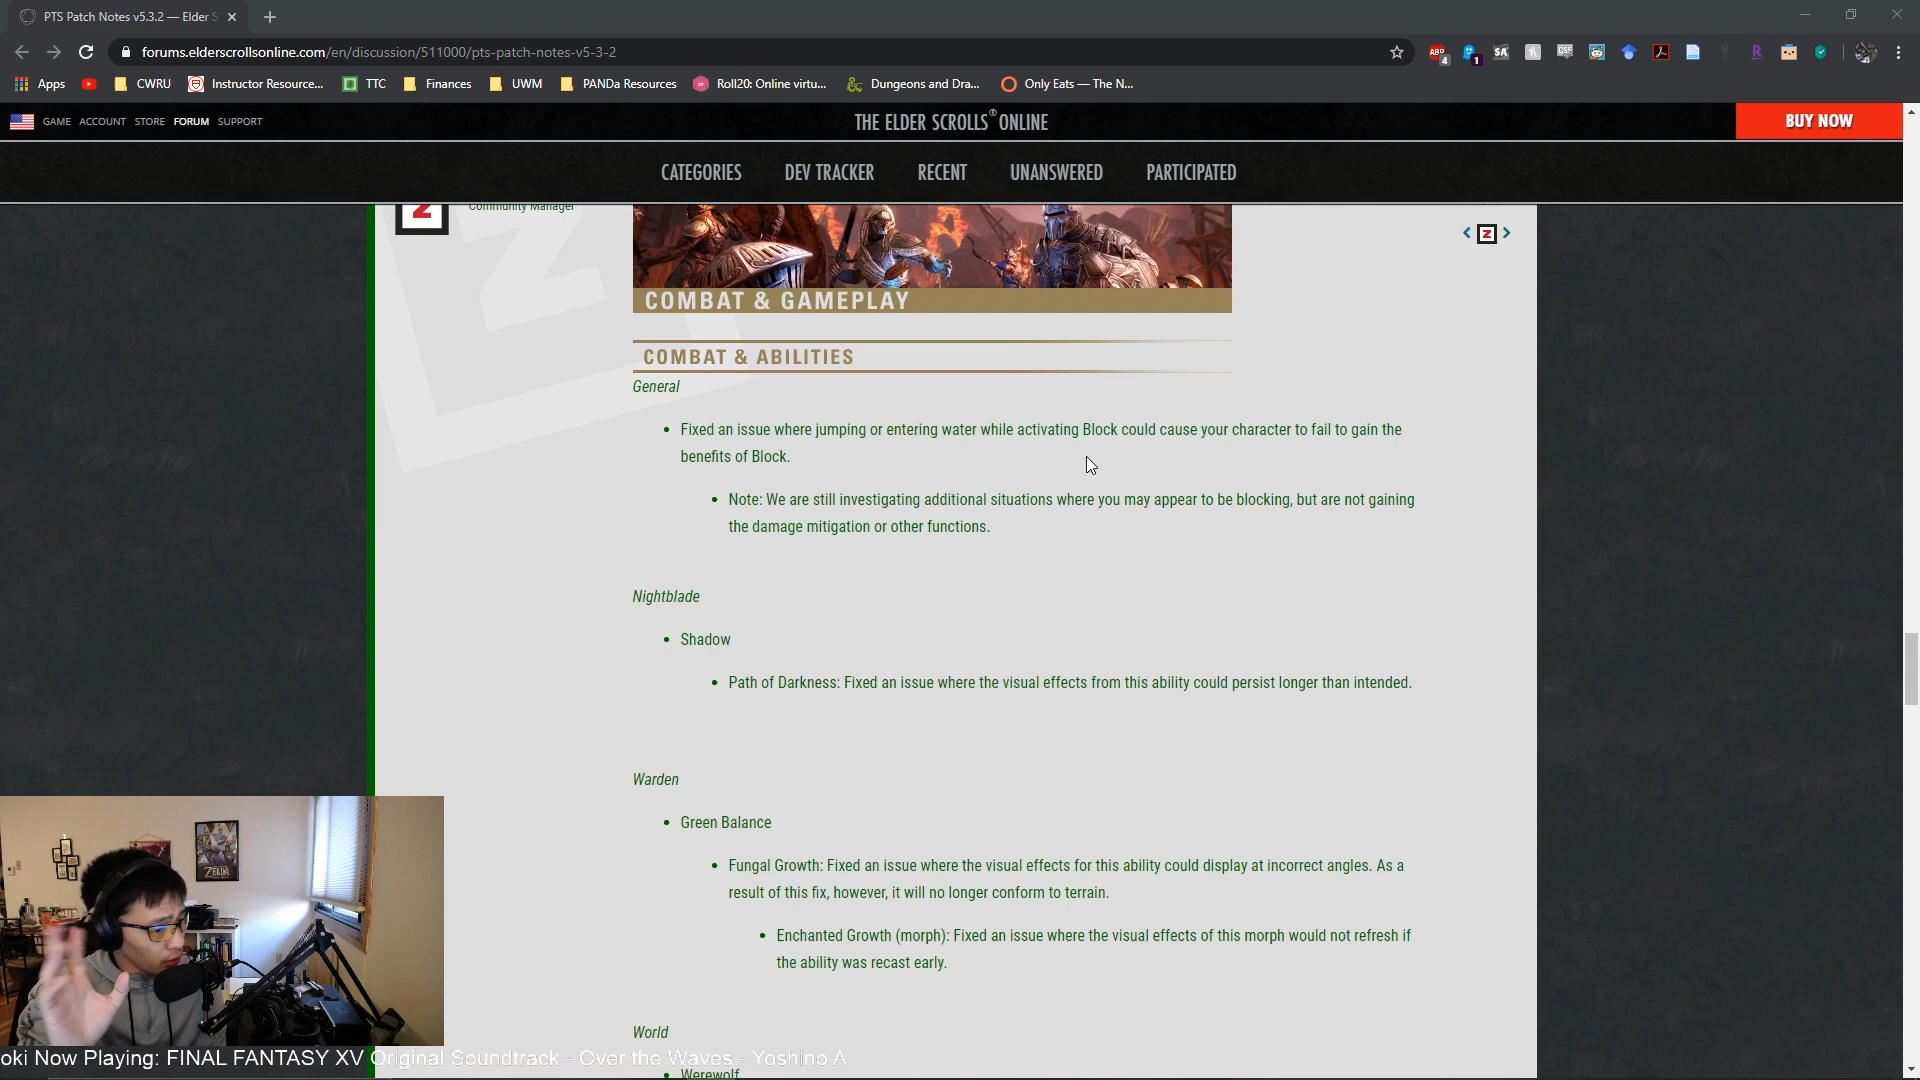 PTS Patch Notes v5.3.2 — Elder S
forums.elderscrollsonline.com/en/discussion/511000/pts-patch-notes-v5-3-2
Apps
CWRU
Instructor Resource...
TTC
Finances
UWM
PANDa Resources
Roll20: Online virtu...
Dungeons and Dra...
Only Eats — The N...
GAME ACCOUNT STORE FORUM SUPPORT
THE ELDER SCROLLS® ONLINE
BUY NOW
CATEGORIES DEV TRACKER RECENT UNANSWERED PARTICIPATED
Community Manager
COMBAT & GAMEPLAY
COMBAT & ABILITIES
General
Fixed an issue where jumping or entering water while activating Block could cause your character to fail to gain the
benefits of Block.
Note: We are still investigating additional situations where you may appear to be blocking, but are not gaining
the damage mitigation or other functions.
Nightblade
Shadow
Path of Darkness: Fixed an issue where the visual effects from this ability could persist longer than intended.
Warden
Green Balance
Fungal Growth: Fixed an issue where the visual effects for this ability could display at incorrect angles. As a
result of this fix, however, it will no longer conform to terrain.
Enchanted Growth (morph): Fixed an issue where the visual effects of this morph would not refresh if
the ability was recast early.
World
Werewolf
ZELDA
oki Now Playing: FINAL FANTASY XV Original Soundtrack - Over the Waves - Yoshino A